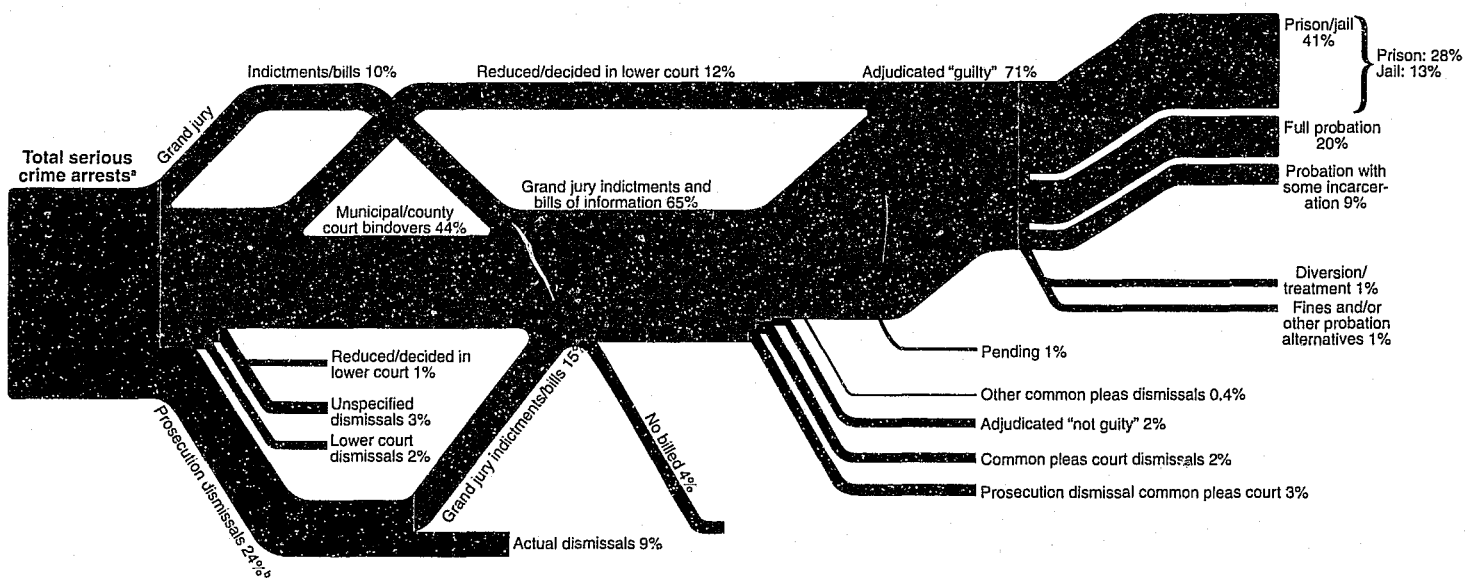 Total serious
crime arrestsᵃ
Grand jury
Indictments/bills 10%
Reduced/decided in lower court 12%
Adjudicated “guilty” 71%
Prison/jail
41%
Prison: 28%
Jail: 13%
Full probation
20%
Probation with
some incarcer-
ation 9%
Diversion/
treatment 1%
Fines and/or
other probation
alternatives 1%
Municipal/county
court bindovers 44%
Grand jury indictments and
bills of information 65%
Reduced/decided in
lower court 1%
Unspecified
dismissals 3%
Lower court
dismissals 2%
Prosecution dismissals 24%ᵇ
Actual dismissals 9%
Grand jury indictments/bills 15%
No billed 4%
Pending 1%
Other common pleas dismissals 0.4%
Adjudicated “not guity” 2%
Common pleas court dismissals 2%
Prosecution dismissal common pleas court 3%